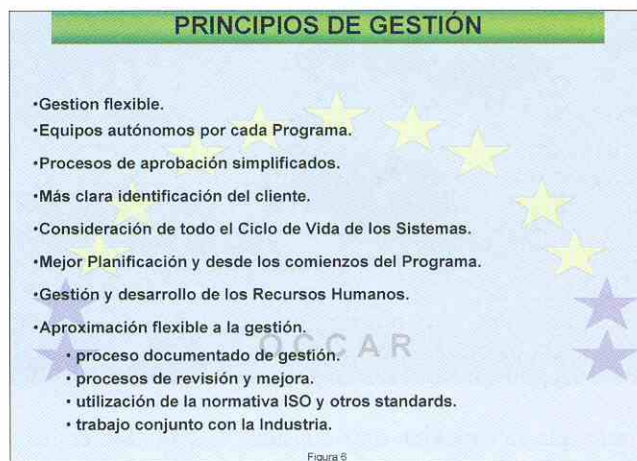 PRINCIPIOS DE GESTIÓN
•Gestion flexible.
•Equipos autónomos por cada Programa.
•Procesos de aprobación simplificados.
•Más clara identificación del cliente.
•Consideración de todo el Ciclo de Vida de los Sistemas.
•Mejor Planificación y desde los comienzos del Programa.
•Gestión y desarrollo de los Recursos Humanos.
•Aproximación flexible a la gestión.
OCCAR
• proceso documentado de gestión.
• procesos de revisión y mejora.
• utilización de la normativa ISO y otros standards.
• trabajo conjunto con la Industria.
Figura 6